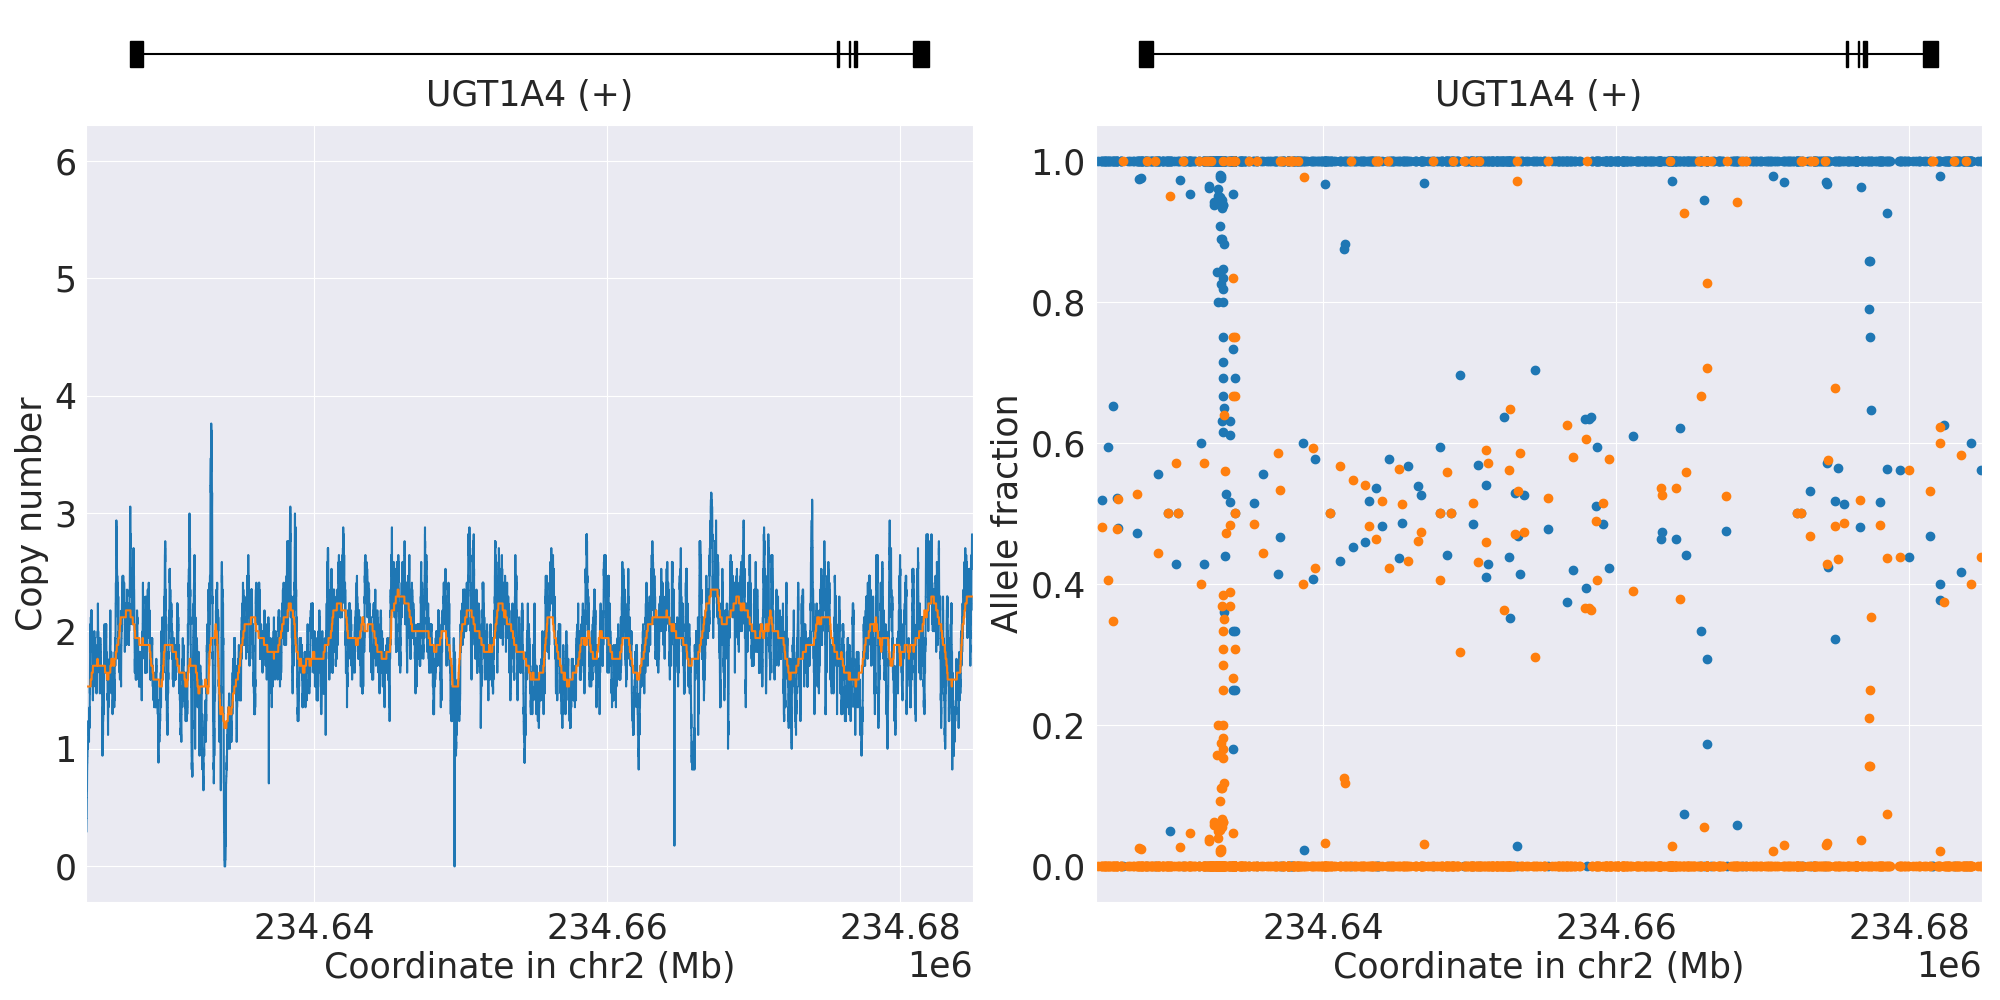 UGT1A4 (+)
6
5
4
3
2
1
0
Copy number
234.64 234.66 234.68
1e6
Coordinate in chr2 (Mb)
UGT1A4 (+)
1.0
0.8
0.6
0.4
0.2
0.0
Allele fraction
234.64 234.66 234.68
1e6
Coordinate in chr2 (Mb)